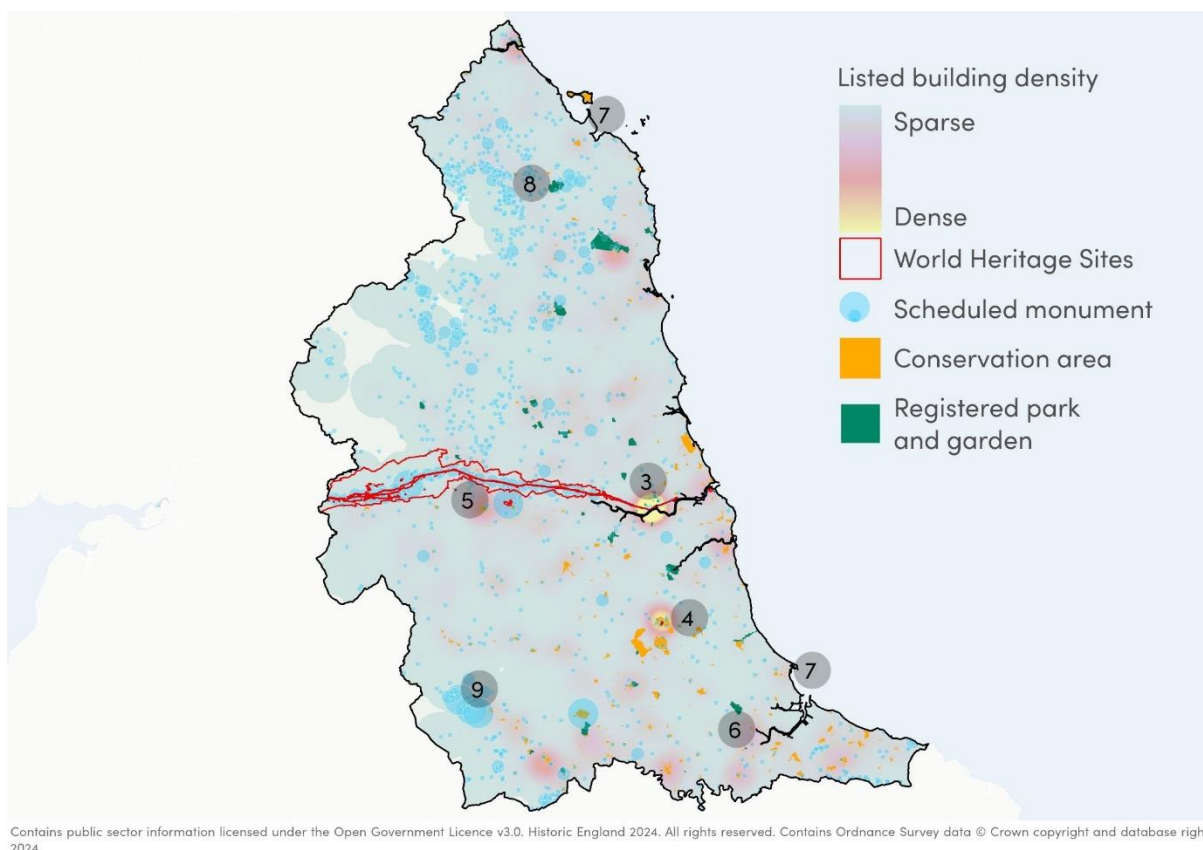 Listed building density
Sparse
Dense
World Heritage Sites
Scheduled monument
Conservation area
Registered park
and garden
7
8
3
5
4
7
9
6
Contains public sector information licensed under the Open Government Licence v3.0. Historic England 2024. All rights reserved. Contains Ordnance Survey data © Crown copyright and database righ
2024